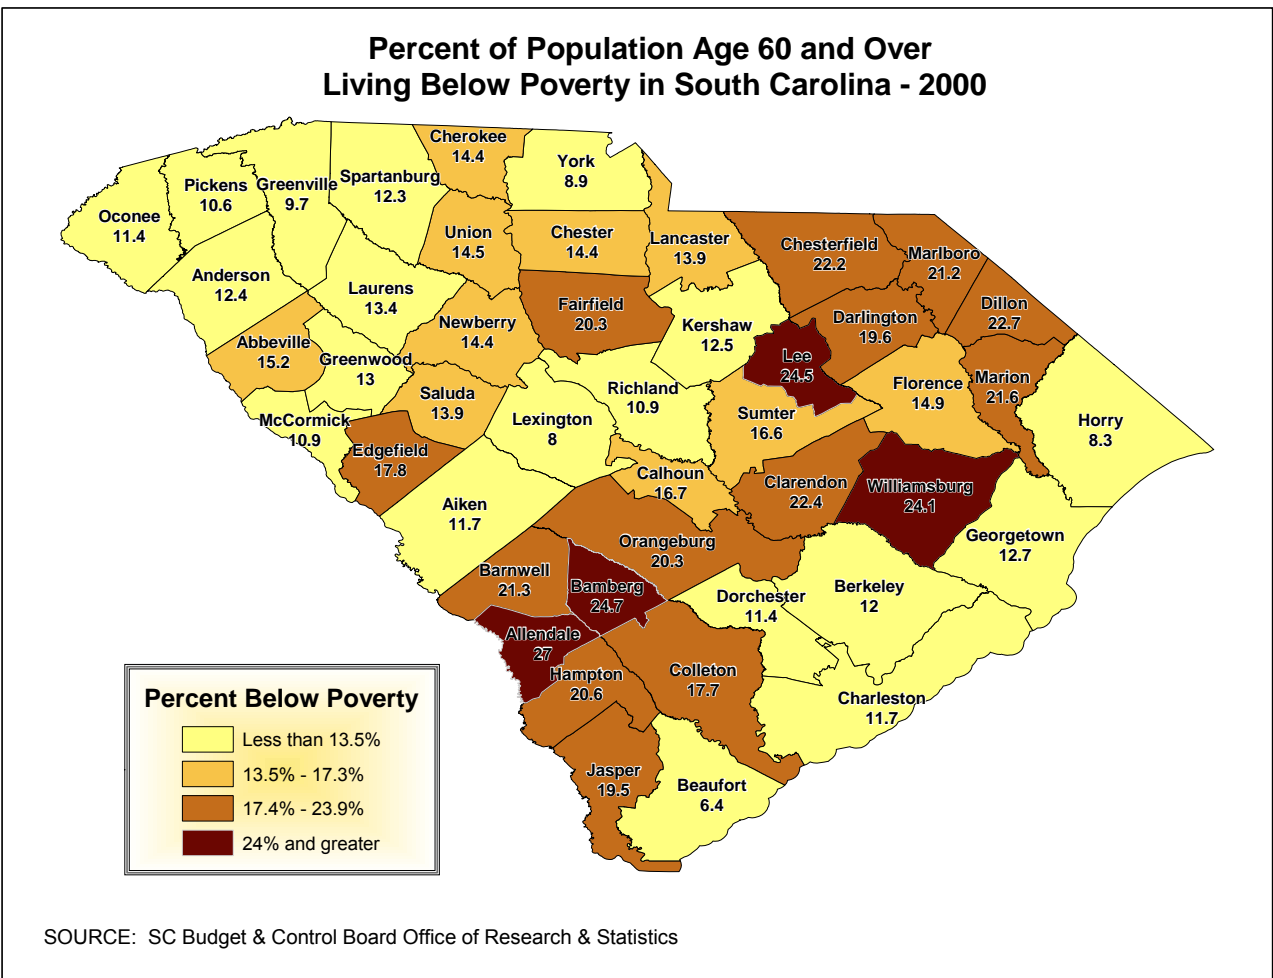 Percent of Population Age 60 and Over
Living Below Poverty in South Carolina - 2000
Cherokee
14.4
York
8.9
Spartanburg
12.3
Greenville
9.7
Pickens
10.6
Oconee
11.4
Union
14.5
Chester
14.4
Lancaster
13.9
Chesterfield
22.2
Marlboro
21.2
Anderson
12.4
Laurens
13.4
Fairfield
20.3
Kershaw
12.5
Darlington
19.6
Dillon
22.7
Newberry
14.4
Abbeville
15.2
Greenwood
13
Lee
24.5
Florence
14.9
Marion
21.6
Saluda
13.9
Richland
10.9
Lexington
8
Sumter
16.6
Horry
8.3
McCormick
10.9
Edgefield
17.8
Calhoun
16.7
Clarendon
22.4
Williamsburg
24.1
Aiken
11.7
Orangeburg
20.3
Georgetown
12.7
Barnwell
21.3
Bamberg
24.7
Dorchester
11.4
Berkeley
12
Allendale
27
Hampton
20.6
Colleton
17.7
Charleston
11.7
Jasper
19.5
Beaufort
6.4
Percent Below Poverty
Less than 13.5%
13.5% - 17.3%
17.4% - 23.9%
24% and greater
SOURCE: SC Budget & Control Board Office of Research & Statistics